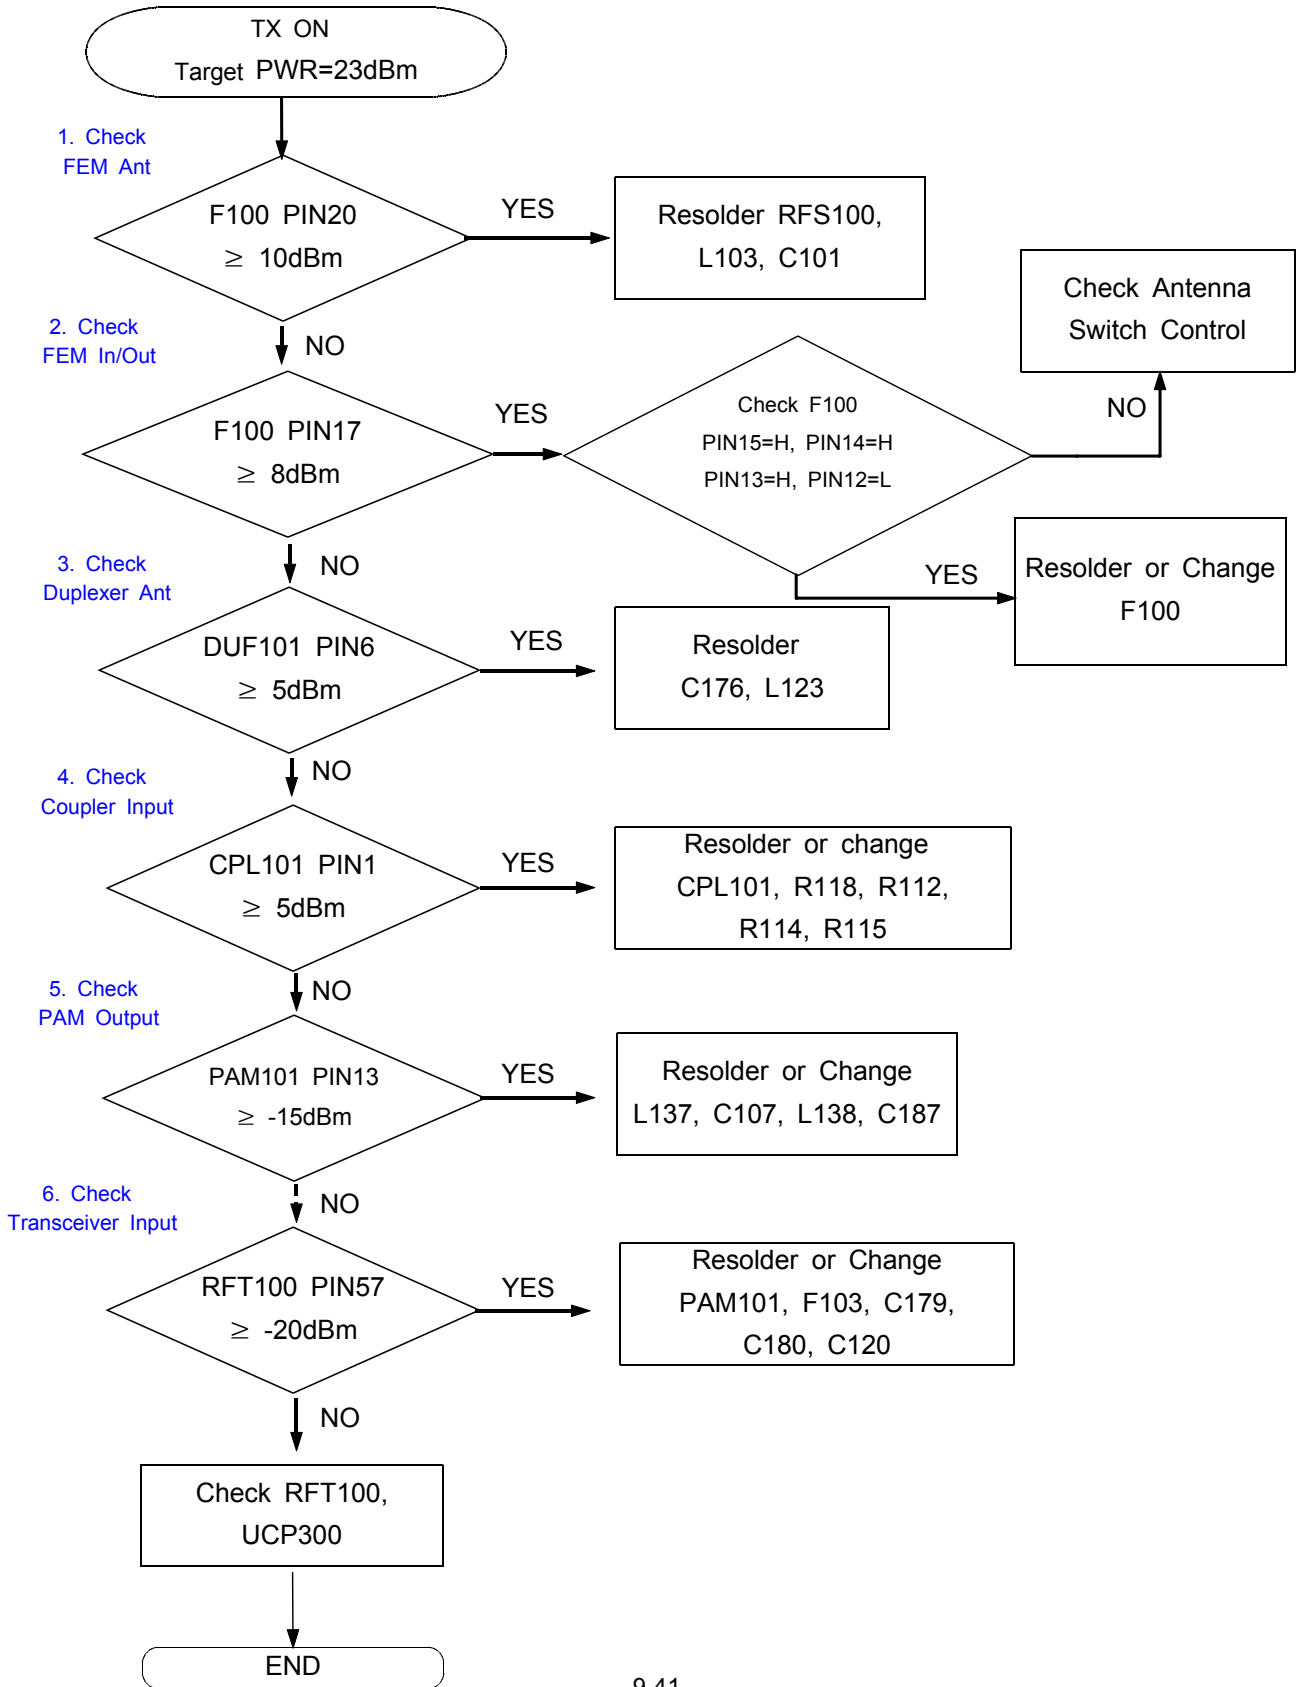 TX ON
Target PWR=23dBm
1. Check
FEM Ant
F100 PIN20
≥ 10dBm
YES
Resolder RFS100,
L103, C101
NO
2. Check
FEM In/Out
F100 PIN17
≥ 8dBm
YES
Check F100
PIN15=H, PIN14=H
PIN13=H, PIN12=L
NO
Check Antenna
Switch Control
YES
Resolder or Change
F100
NO
3. Check
Duplexer Ant
DUF101 PIN6
≥ 5dBm
YES
Resolder
C176, L123
NO
4. Check
Coupler Input
CPL101 PIN1
≥ 5dBm
YES
Resolder or change
CPL101, R118, R112,
R114, R115
NO
5. Check
PAM Output
PAM101 PIN13
≥ -15dBm
YES
Resolder or Change
L137, C107, L138, C187
NO
6. Check
Transceiver Input
RFT100 PIN57
≥ -20dBm
YES
Resolder or Change
PAM101, F103, C179,
C180, C120
NO
Check RFT100,
UCP300
END